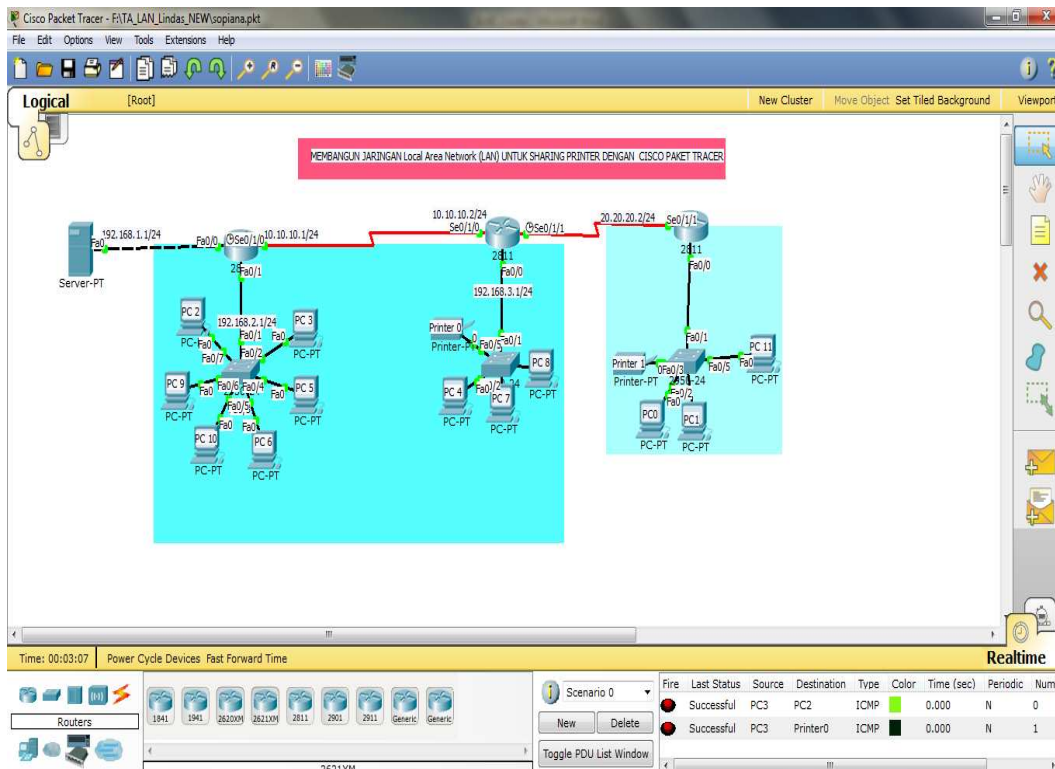 Cisco Packet Tracer - F:\TA_LAN_Lindas_NEW\sopiana.pkt
File Edit Options View Tools Extensions Help
Logical [Root] New Cluster Move Object Set Tiled Background Viewport
MEMBANGUN JARINGAN Local Area Network (LAN) UNTUK SHARING PRINTER DENGAN CISCO PAKET TRACER
192.168.1.1/24
Fa0
Server-PT
Fa0/0
Se0/1/0
10.10.10.1/24
Fa0/1
10.10.10.2/24
Se0/1/0
Se0/1/1
2811
Fa0/0
192.168.3.1/24
20.20.20.2/24
Se0/1/1
2811
Fa0/0
PC 2
Fa0
Fa0/7
192.168.2.1/24
Fa0/1
Fa0/2
PC 3
Fa0
PC-PT
PC 9
Fa0
PC-PT
Fa0/6
Fa0/4
Fa0/5
PC 5
Fa0
PC-PT
PC 10
Fa0
PC-PT
PC 6
Fa0
PC-PT
Printer 0
Fa0/5
Fa0/1
PC 8
PC-PT
PC 4
Fa0
PC-PT
PC 7
PC-PT
Fa0/1
Printer 1
Printer-PT
Fa0/3
Fa0/5
PC 11
Fa0
PC-PT
Fa0/2
Fa0
PC0
PC-PT
PC1
PC-PT
Time: 00:03:07 Power Cycle Devices Fast Forward Time Realtime
Routers
1841 1941 2620XM 2621XM 2811 2901 2911 Generic Generic
2621XM
Scenario 0
New Delete
Toggle PDU List Window
Fire Last Status Source Destination Type Color Time (sec) Periodic Num
Successful PC3 PC2 ICMP 0.000 N 0
Successful PC3 Printer0 ICMP 0.000 N 1